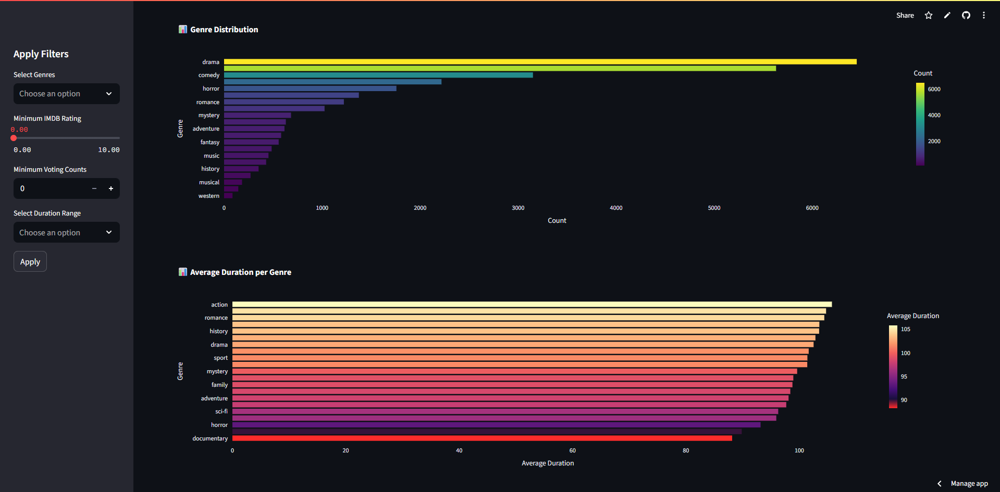 Share
Apply Filters
Select Genres
Choose an option
Minimum IMDB Rating
0.00
0.00 10.00
Minimum Voting Counts
0
Select Duration Range
Choose an option
Apply
Genre Distribution
Genre
drama
comedy
horror
romance
mystery
adventure
fantasy
music
history
musical
western
0 1000 2000 3000 4000 5000 6000
Count
Count
6000
4000
2000
Average Duration per Genre
Genre
action
romance
history
drama
sport
mystery
family
adventure
sci-fi
horror
documentary
0 20 40 60 80 100
Average Duration
Average Duration
105
100
95
90
Manage app